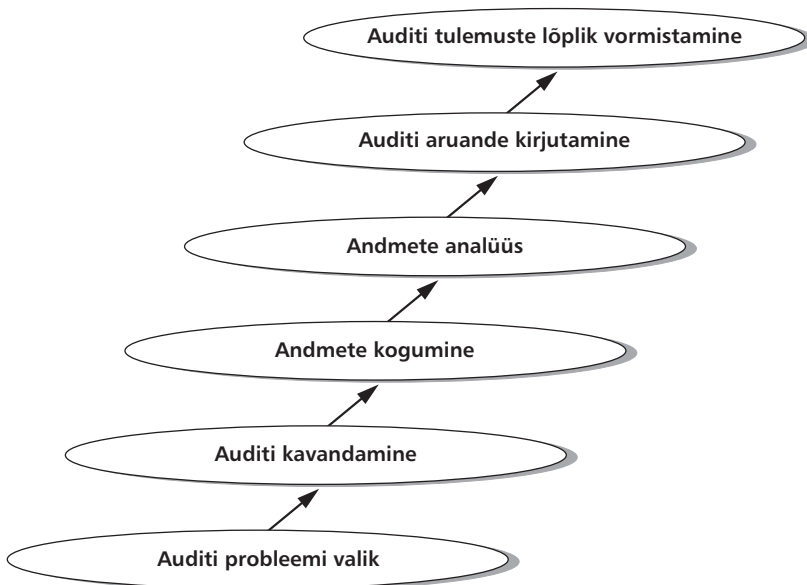 Auditi tulemuste lõplik vormistamine
Auditi aruande kirjutamine
Andmete analüüs
Andmete kogumine
Auditi kavandamine
Auditi probleemi valik